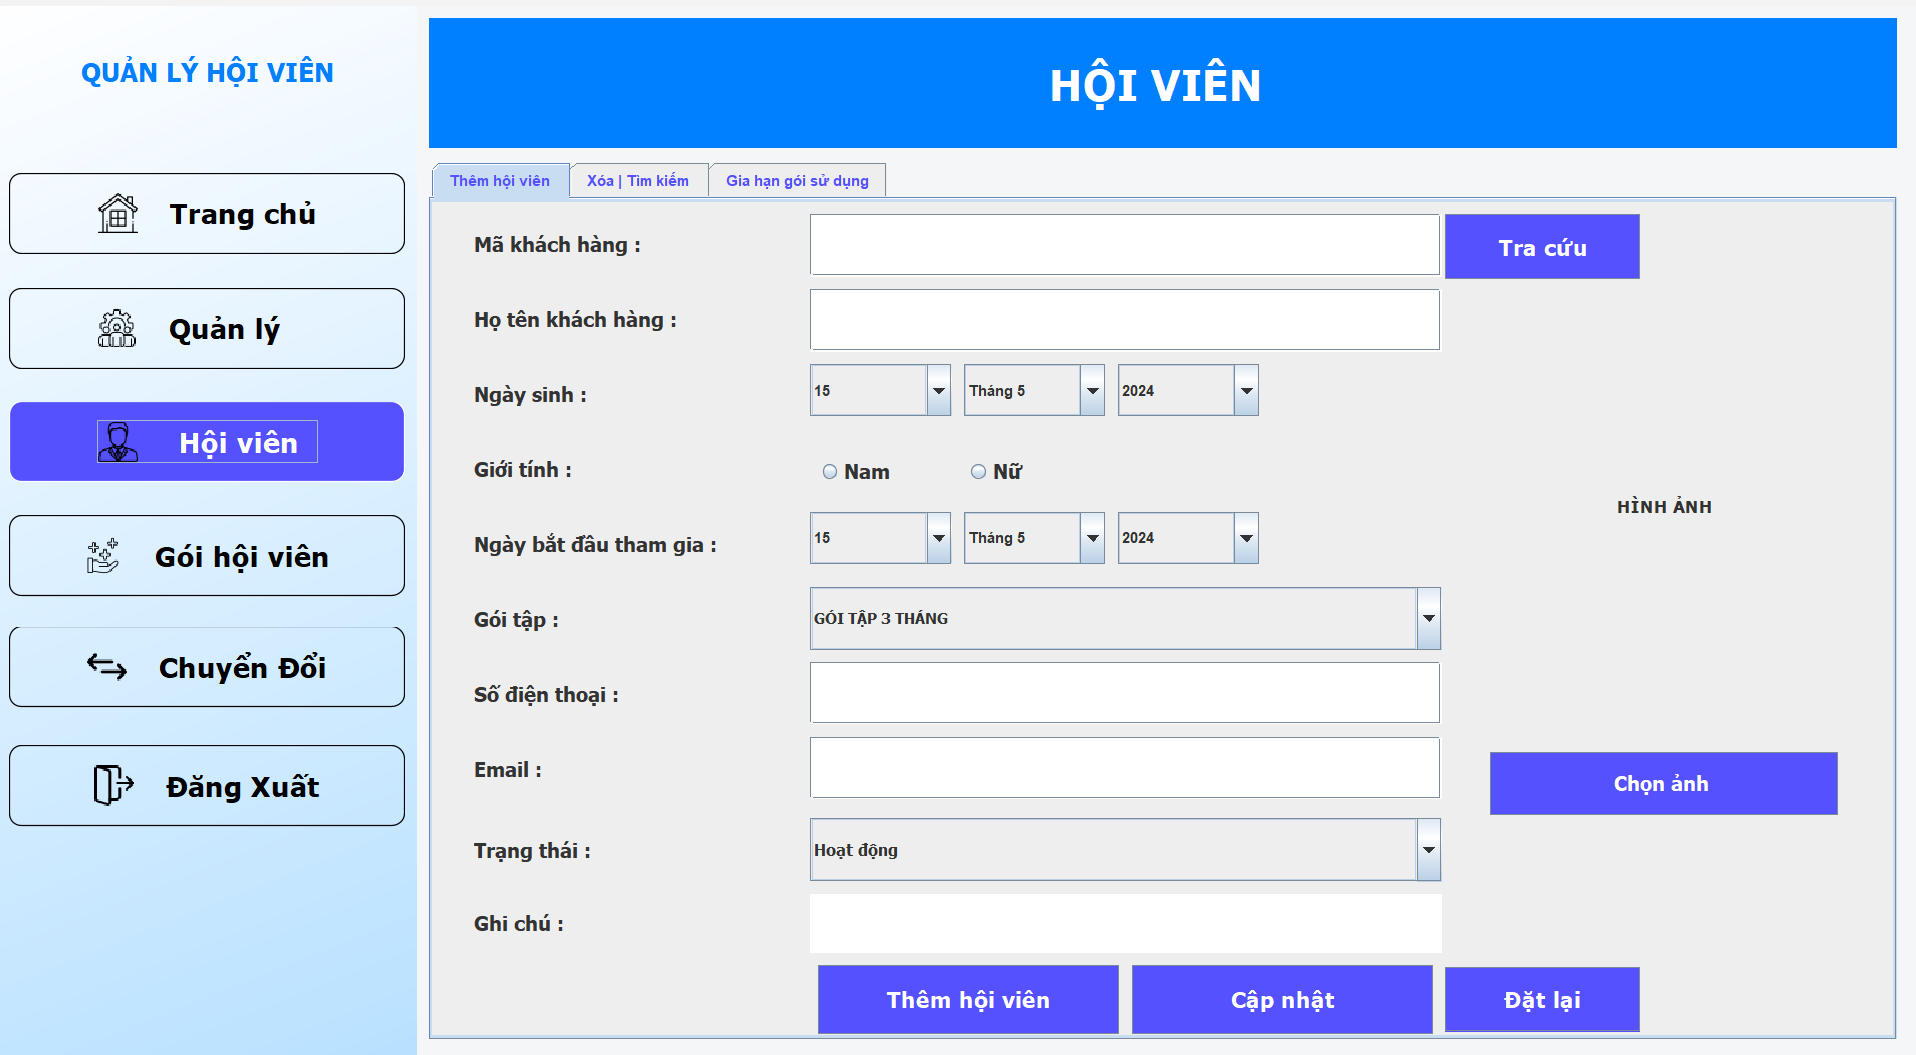 QUẢN LÝ HỘI VIÊN
Trang chủ
Quản lý
Hội viên
Gói hội viên
Chuyển Đổi
Đăng Xuất
HỘI VIÊN
Thêm hội viên
Xóa | Tìm kiếm
Gia hạn gói sử dụng
Mã khách hàng :
Tra cứu
Họ tên khách hàng :
Ngày sinh :
15 Tháng 5 2024
Giới tính :
Nam Nữ
Ngày bắt đầu tham gia :
15 Tháng 5 2024
Gói tập :
GÓI TẬP 3 THÁNG
Số điện thoại :
Email :
Trạng thái :
Hoạt động
Ghi chú :
HÌNH ẢNH
Chọn ảnh
Thêm hội viên
Cập nhật
Đặt lại